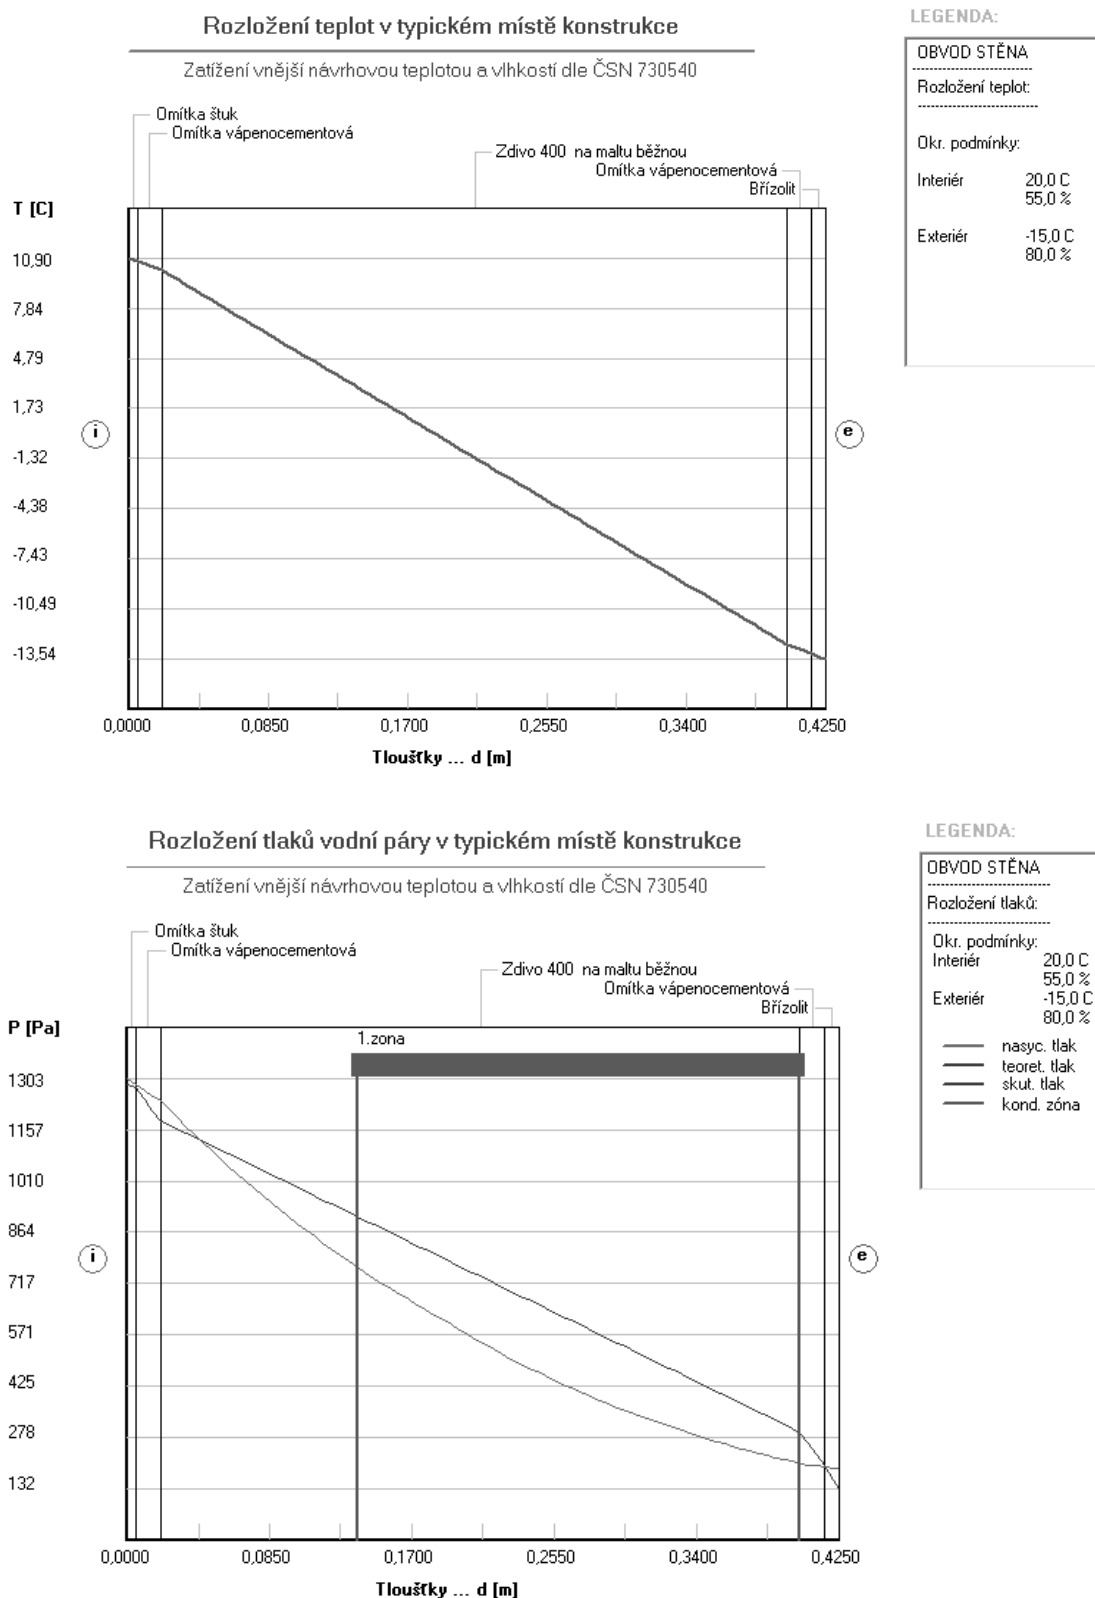 Rozložení teplot v typickém místě konstrukce
Zatížení vnější návrhovou teplotou a vlhkostí dle ČSN 730540
LEGENDA:
OBVOD STĚNA
Rozložení teplot:
Okr. podmínky:
Interiér 20,0 C
55,0 %
Exteriér -15,0 C
80,0 %
Omítka štuk
Omítka vápenocementová
Zdivo 400 na maltu běžnou
Omítka vápenocementová
Břízolit
T [C]
10,90
7,84
4,79
1,73
i
e
-1,32
-4,38
-7,43
-10,49
-13,54
0,0000 0,0850 0,1700 0,2550 0,3400 0,4250
Tloušťky ... d [m]
Rozložení tlaků vodní páry v typickém místě konstrukce
Zatížení vnější návrhovou teplotou a vlhkostí dle ČSN 730540
LEGENDA:
OBVOD STĚNA
Rozložení tlaků:
Okr. podmínky:
Interiér 20,0 C
55,0 %
Exteriér -15,0 C
80,0 %
nasyc. tlak
teoret. tlak
skut. tlak
kond. zóna
Omítka štuk
Omítka vápenocementová
Zdivo 400 na maltu běžnou
Omítka vápenocementová
Břízolit
P [Pa]
1.zona
1303
1157
1010
864
i
e
717
571
425
278
132
0,0000 0,0850 0,1700 0,2550 0,3400 0,4250
Tloušťky ... d [m]